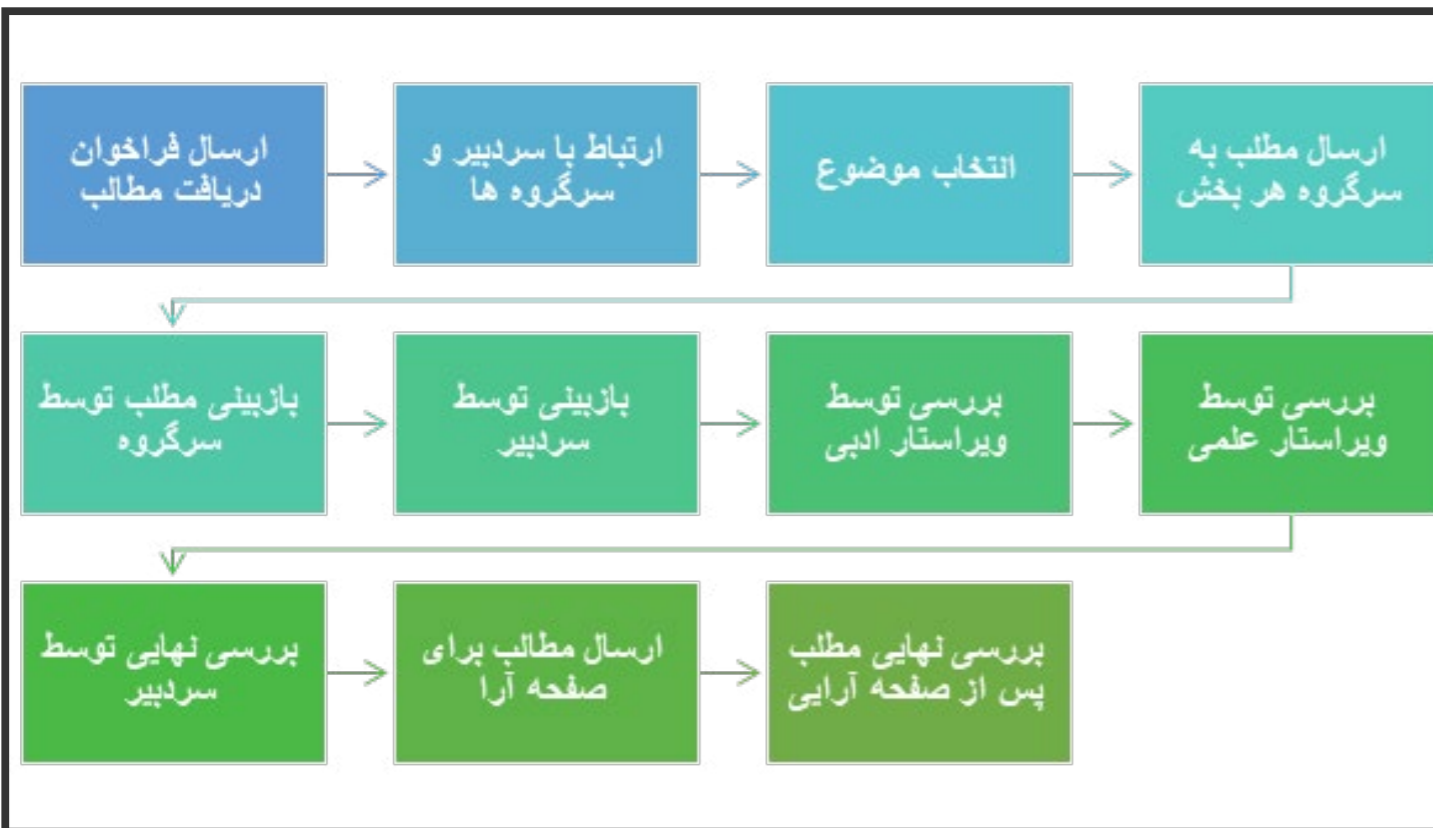 ارسال فراخوان
دریافت مطالب
ارتباط با سردبیر و
سرگروه ها
انتخاب موضوع
ارسال مطلب به
سرگروه هر بخش
بازبینی مطلب توسط
سرگروه
بازبینی توسط
سردبیر
بررسی توسط
ویراستار ادبی
بررسی توسط
ویراستار علمی
بررسی نهایی توسط
سردبیر
ارسال مطالب برای
صفحه آرا
بررسی نهایی مطلب
پس از صفحه آرایی